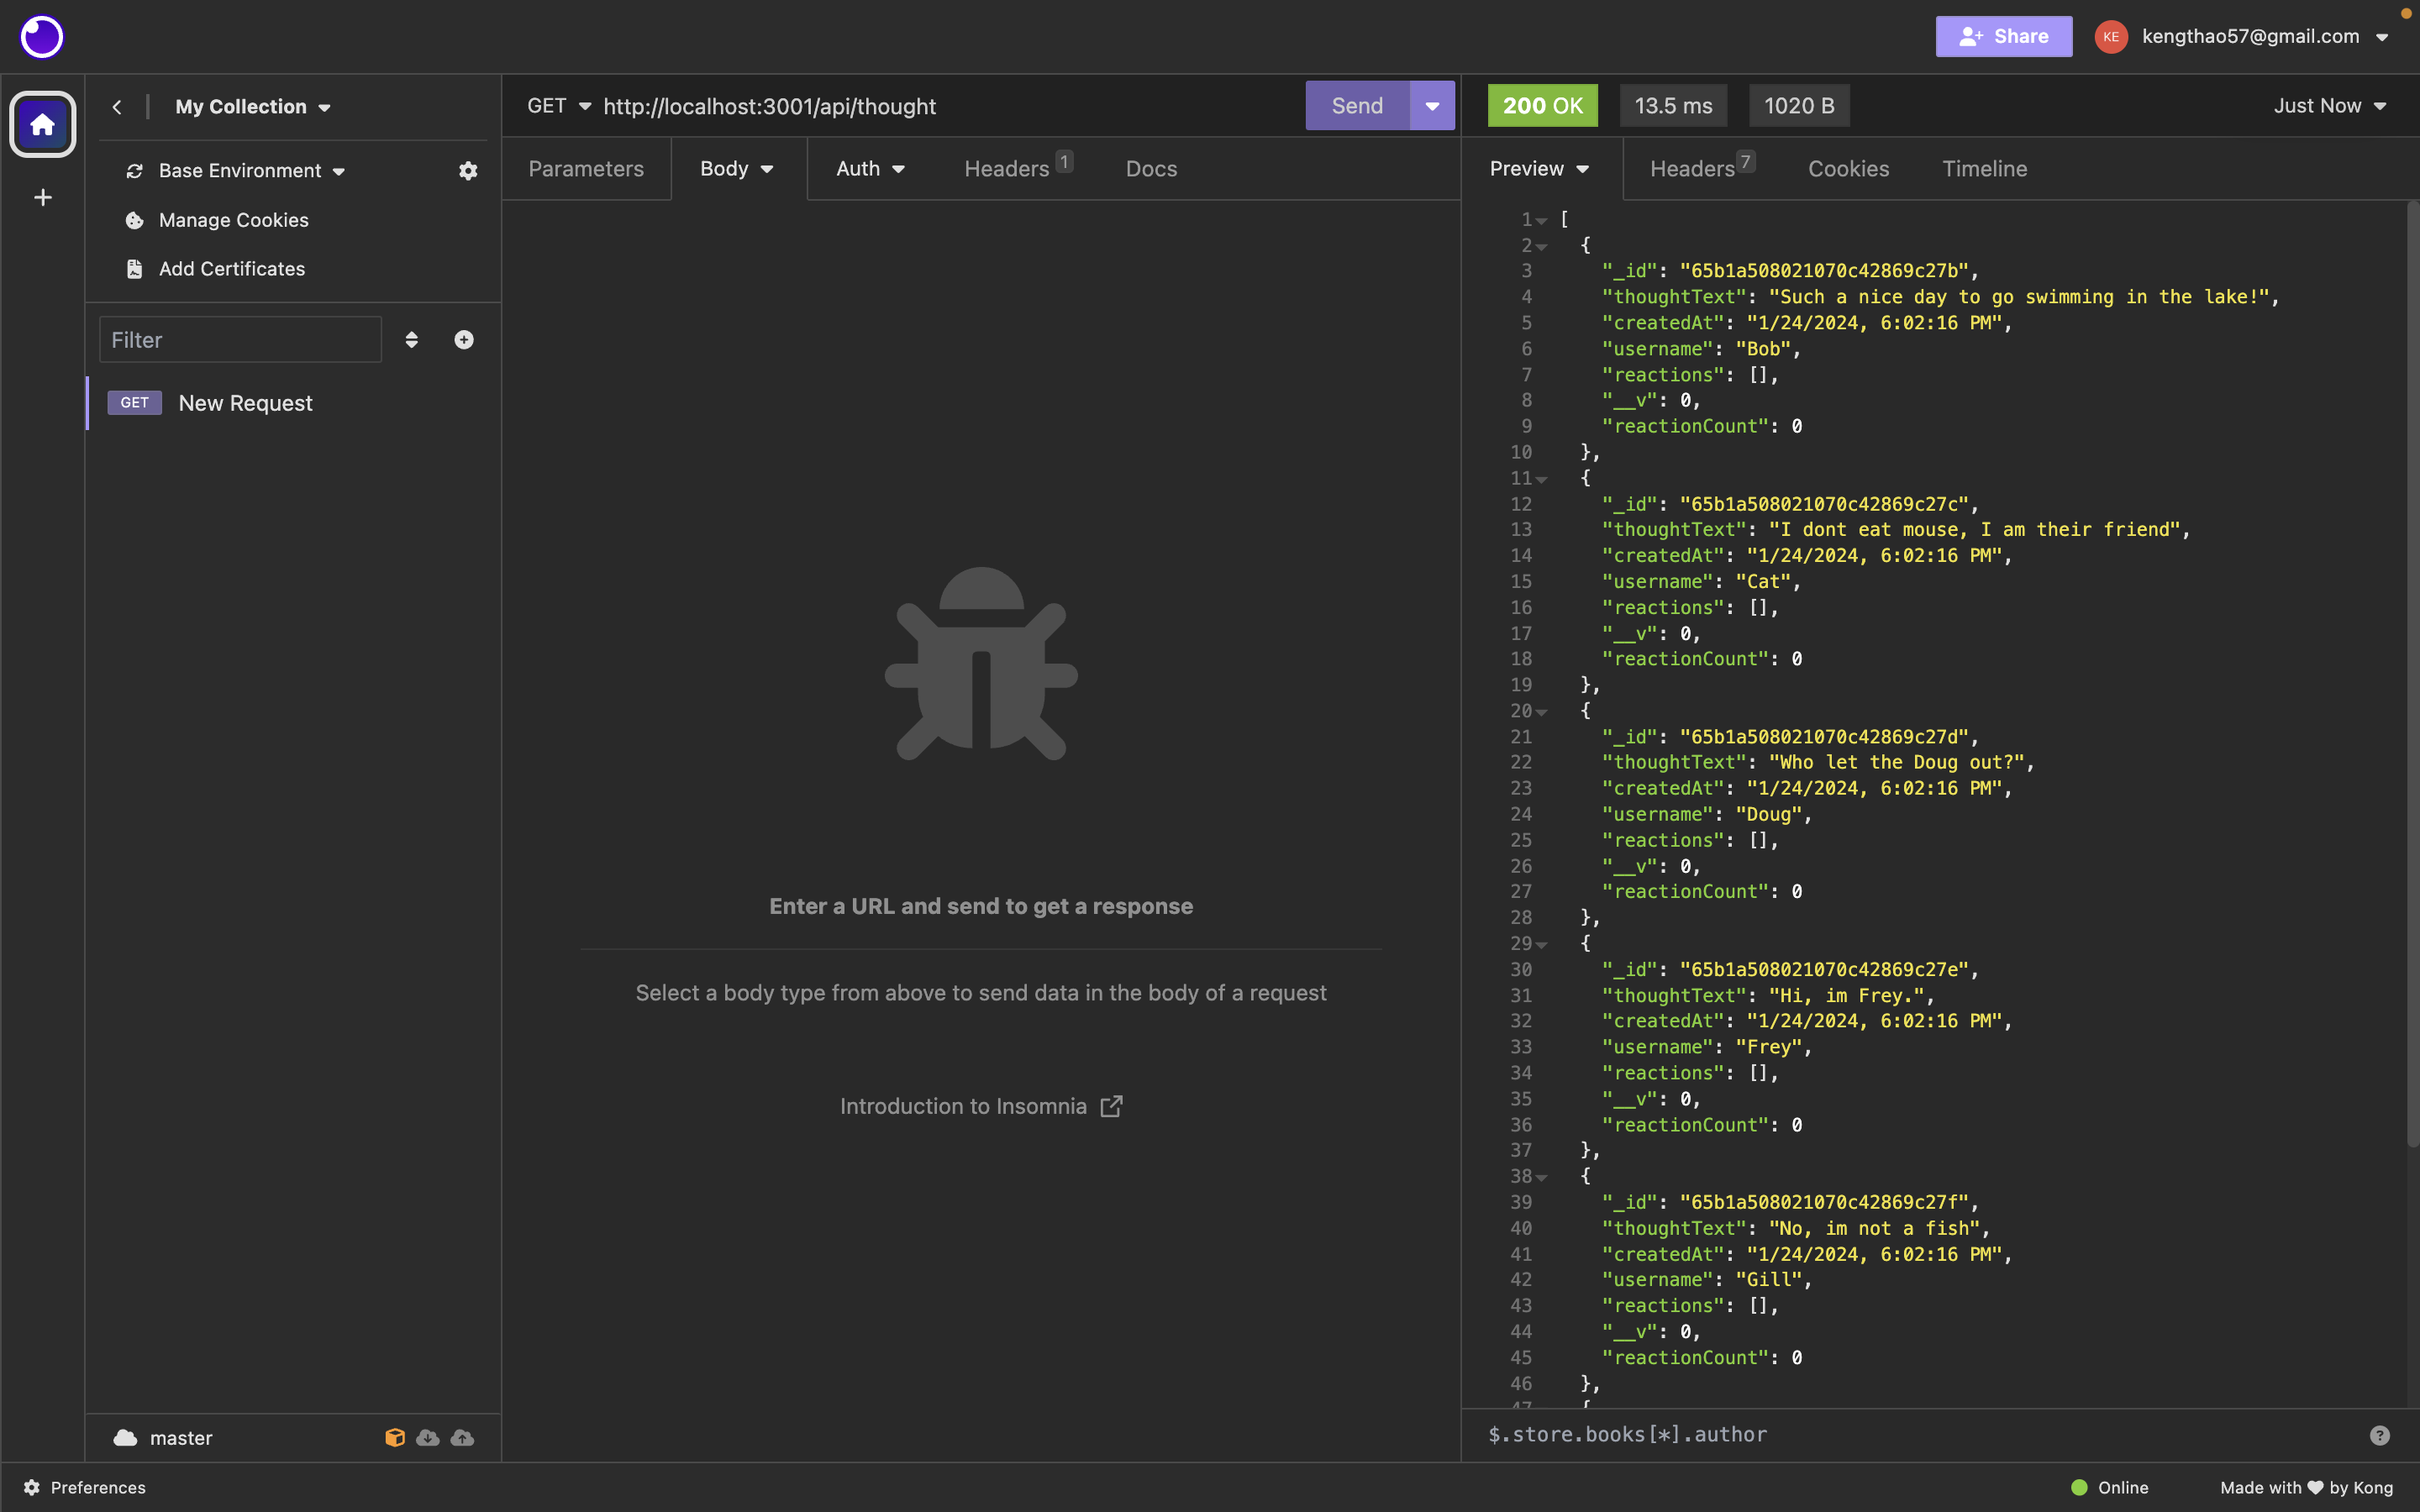 Share
KE
kengthao57@gmail.com
My Collection
Base Environment
Manage Cookies
Add Certificates
Filter
GET New Request
master
GET http://localhost:3001/api/thought
Send
Parameters Body Auth Headers 1 Docs
Enter a URL and send to get a response
Select a body type from above to send data in the body of a request
Introduction to Insomnia
200 OK 13.5 ms 1020 B Just Now
Preview Headers 7 Cookies Timeline
1 [
2 {
3 "_id": "65b1a508021070c42869c27b",
4 "thoughtText": "Such a nice day to go swimming in the lake!",
5 "createdAt": "1/24/2024, 6:02:16 PM",
6 "username": "Bob",
7 "reactions": [],
8 "__v": 0,
9 "reactionCount": 0
10 },
11 {
12 "_id": "65b1a508021070c42869c27c",
13 "thoughtText": "I dont eat mouse, I am their friend",
14 "createdAt": "1/24/2024, 6:02:16 PM",
15 "username": "Cat",
16 "reactions": [],
17 "__v": 0,
18 "reactionCount": 0
19 },
20 {
21 "_id": "65b1a508021070c42869c27d",
22 "thoughtText": "Who let the Doug out?",
23 "createdAt": "1/24/2024, 6:02:16 PM",
24 "username": "Doug",
25 "reactions": [],
26 "__v": 0,
27 "reactionCount": 0
28 },
29 {
30 "_id": "65b1a508021070c42869c27e",
31 "thoughtText": "Hi, im Frey.",
32 "createdAt": "1/24/2024, 6:02:16 PM",
33 "username": "Frey",
34 "reactions": [],
35 "__v": 0,
36 "reactionCount": 0
37 },
38 {
39 "_id": "65b1a508021070c42869c27f",
40 "thoughtText": "No, im not a fish",
41 "createdAt": "1/24/2024, 6:02:16 PM",
42 "username": "Gill",
43 "reactions": [],
44 "__v": 0,
45 "reactionCount": 0
46 },
47 {
$.store.books[*].author
Preferences
Online
Made with ♥ by Kong